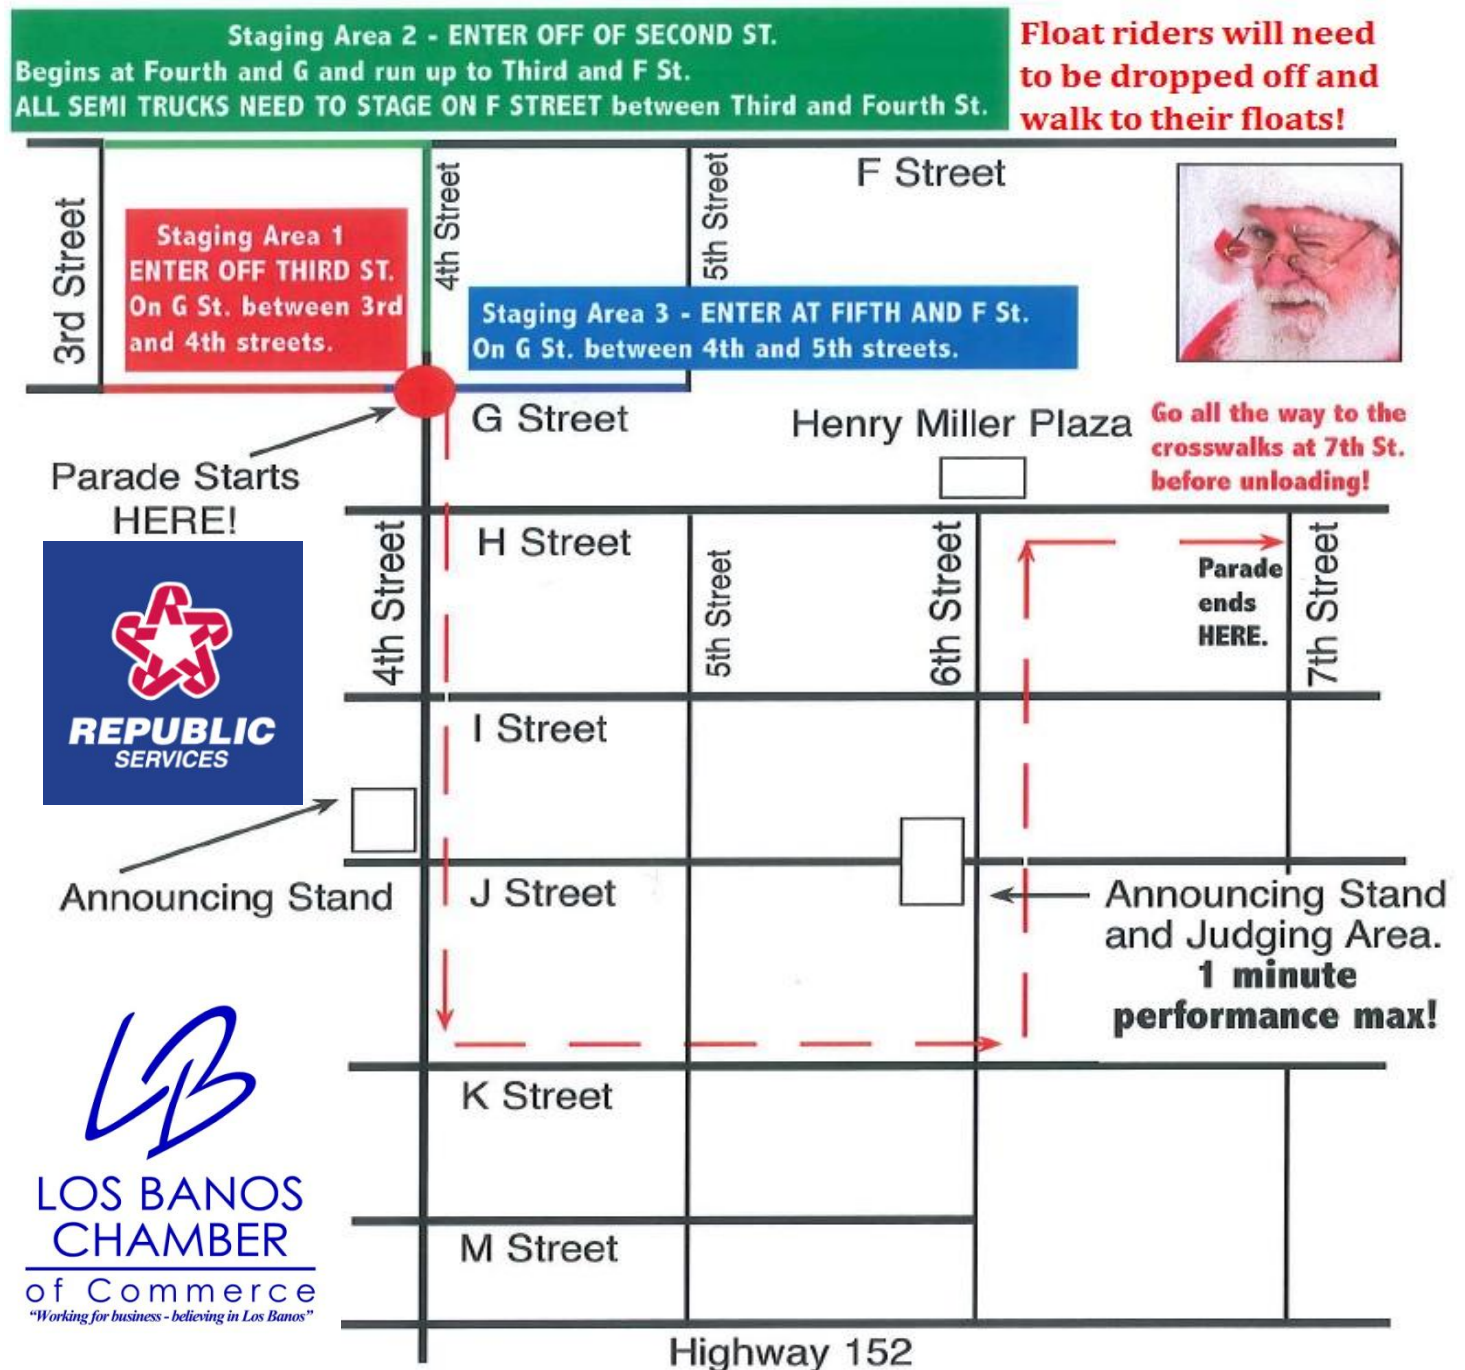 Staging Area 2 - ENTER OFF OF SECOND ST.
Begins at Fourth and G and run up to Third and F St.
ALL SEMI TRUCKS NEED TO STAGE ON F STREET between Third and Fourth St.
Float riders will need
to be dropped off and
walk to their floats!
3rd Street
Staging Area 1
ENTER OFF THIRD ST.
On G St. between 3rd
and 4th streets.
4th Street
5th Street
F Street
Staging Area 3 - ENTER AT FIFTH AND F St.
On G St. between 4th and 5th streets.
G Street
Henry Miller Plaza
Go all the way to the
crosswalks at 7th St.
before unloading!
Parade Starts
HERE!
4th Street
H Street
5th Street
6th Street
Parade
ends
HERE.
7th Street
REPUBLIC
SERVICES
I Street
Announcing Stand
J Street
Announcing Stand
and Judging Area.
1 minute
performance max!
K Street
LB
LOS BANOS
CHAMBER
of Commerce
"Working for business - believing in Los Banos"
M Street
Highway 152